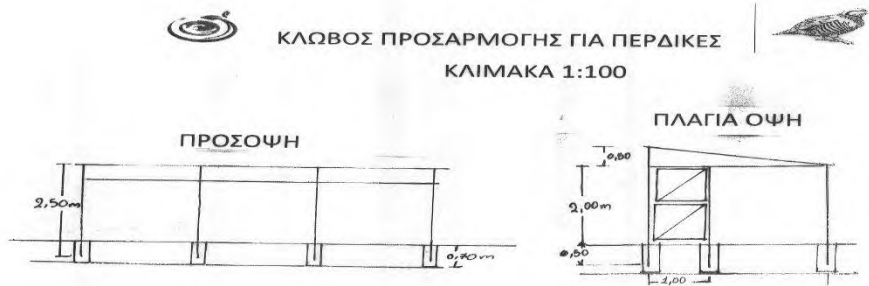 ΚΛΩΒΟΣ ΠΡΟΣΑΡΜΟΓΗΣ ΓΙΑ ΠΕΡΔΙΚΕΣ
ΚΛΙΜΑΚΑ 1:100
ΠΡΟΣΟΨΗ
2,50m
0,70m
ΠΛΑΓΙΑ ΟΨΗ
0,50
2,00m
0,50
1,00